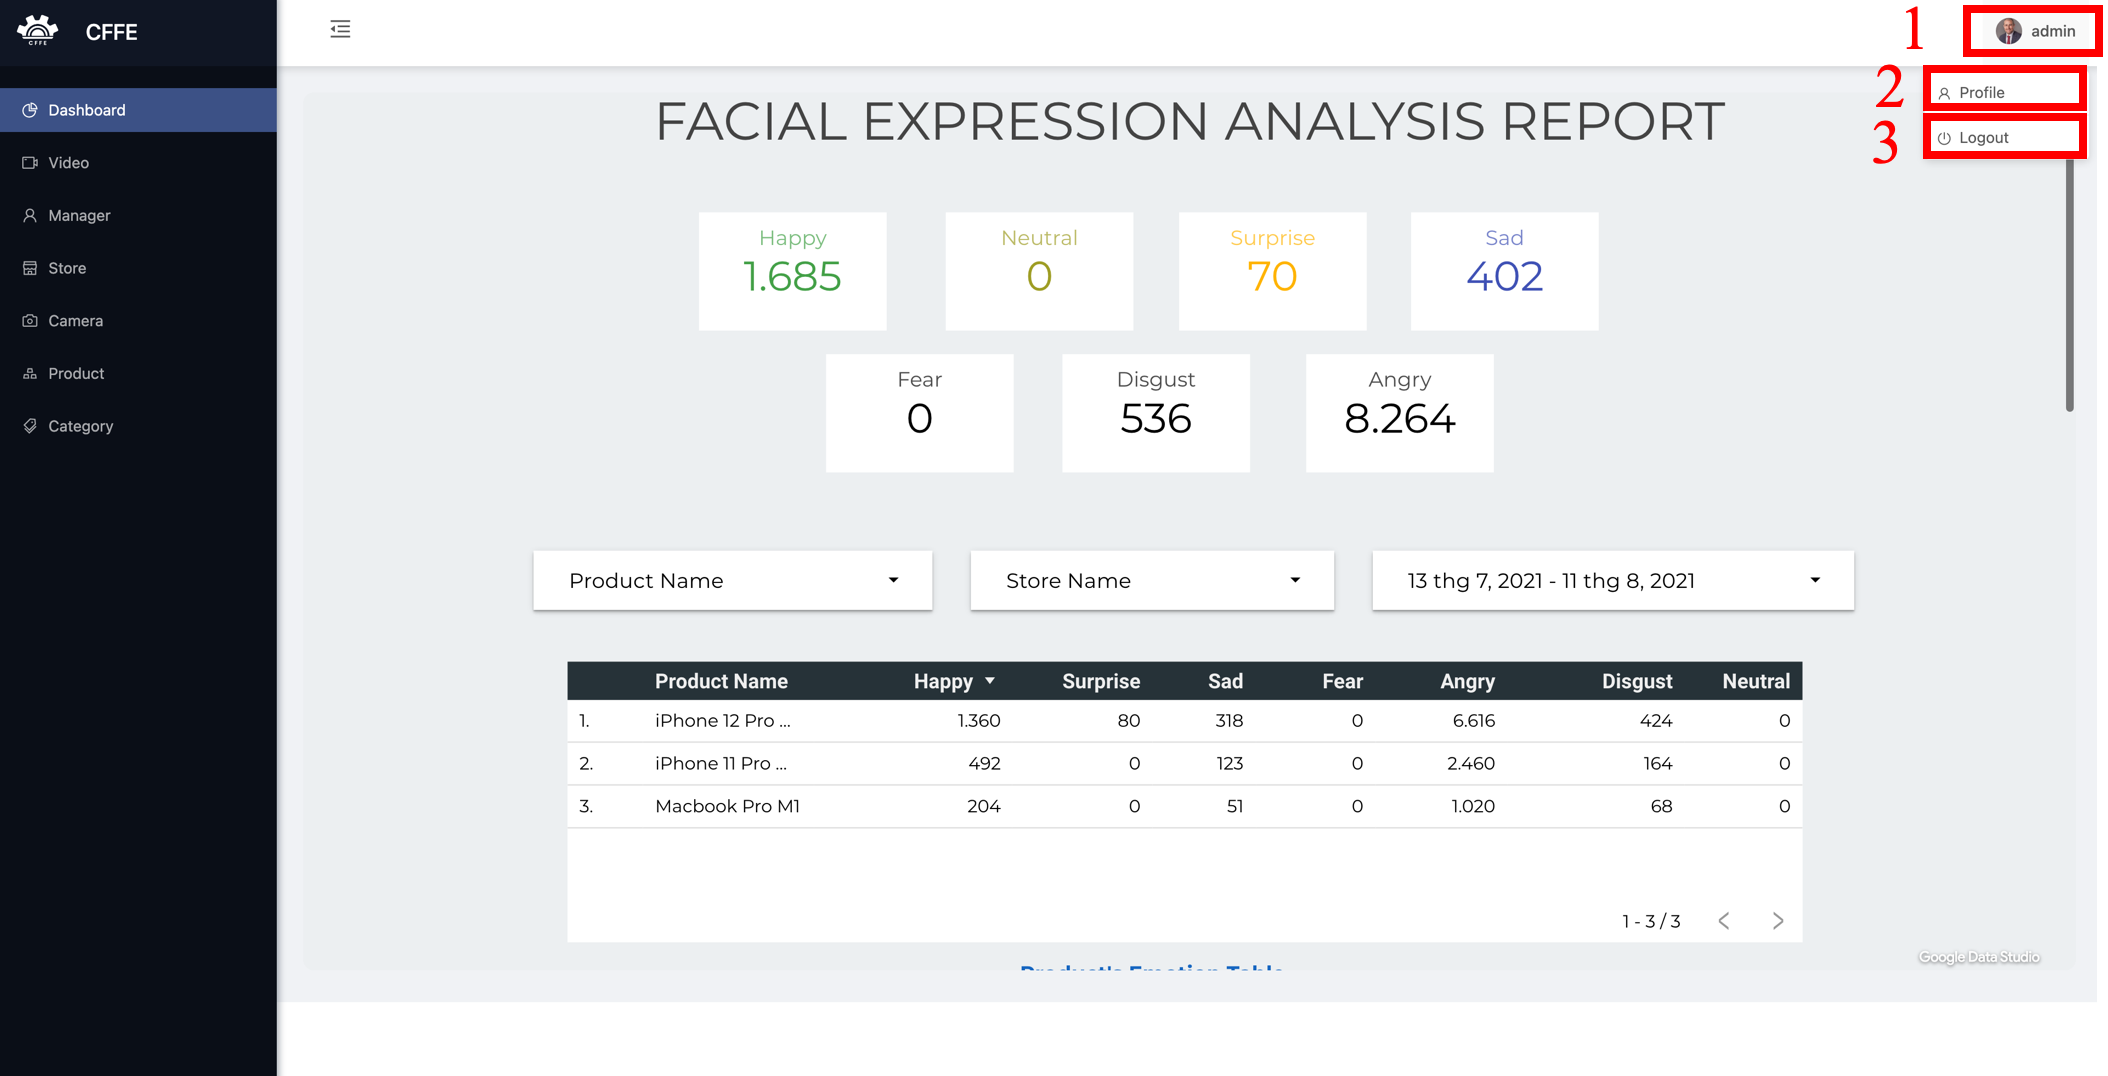 CFFE
CFFE
1
admin
2
Profile
3
Logout
Dashboard
Video
Manager
Store
Camera
Product
Category
FACIAL EXPRESSION ANALYSIS REPORT
Happy
1.685
Neutral
0
Surprise
70
Sad
402
Fear
0
Disgust
536
Angry
8.264
Product Name
Store Name
13 thg 7, 2021 - 11 thg 8, 2021
Product Name Happy Surprise Sad Fear Angry Disgust Neutral
1. iPhone 12 Pro ... 1.360 80 318 0 6.616 424 0
2. iPhone 11 Pro ... 492 0 123 0 2.460 164 0
3. Macbook Pro M1 204 0 51 0 1.020 68 0
1 - 3 / 3
Product's Emotion Table
Google Data Studio